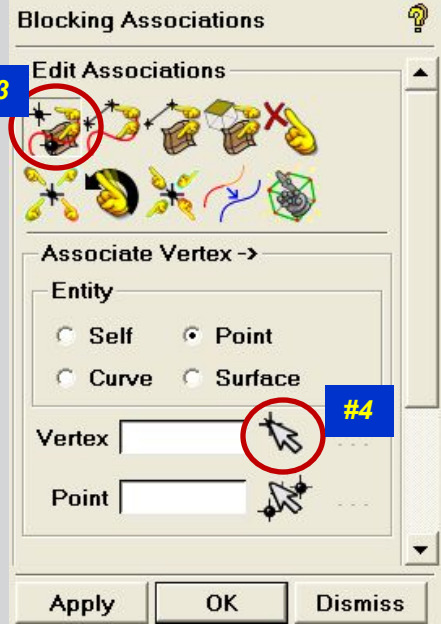 Blocking Associations
Edit Associations
3
Associate Vertex ->
Entity
Self Point
Curve Surface
#4
Vertex
Point
Apply OK Dismiss